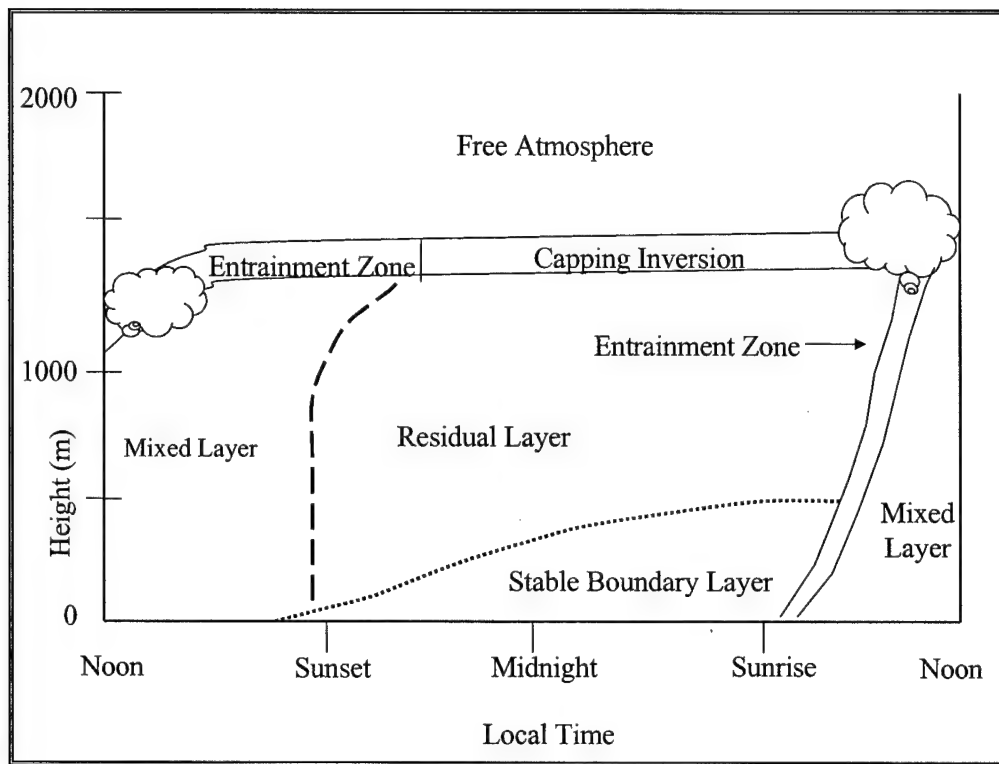 2000
Free Atmosphere
Entrainment Zone
Capping Inversion
Entrainment Zone
1000
Mixed Layer
Residual Layer
Height (m)
Mixed
Layer
Stable Boundary Layer
0
Noon
Sunset
Midnight
Sunrise
Noon
Local Time